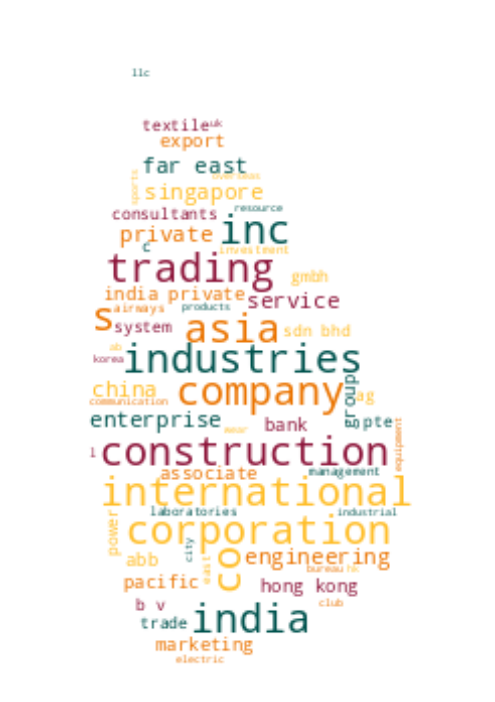 llc
textile uk
export
far east
overseas
sports
singapore
resource
consultants
inc
private
c
investment
trading
gmbh
india private
service
airways products
s
system
asia
sdn bhd
ab
korea
industries
china
company
group
ag
communication
enterprise
wear
bank
pte
equipment
l
construction
associate
management
international
laboratories
industrial
power
corporation
city
abb
east
co
engineering
bureau
hk
pacific
hong kong
b v
club
trade
india
marketing
electric